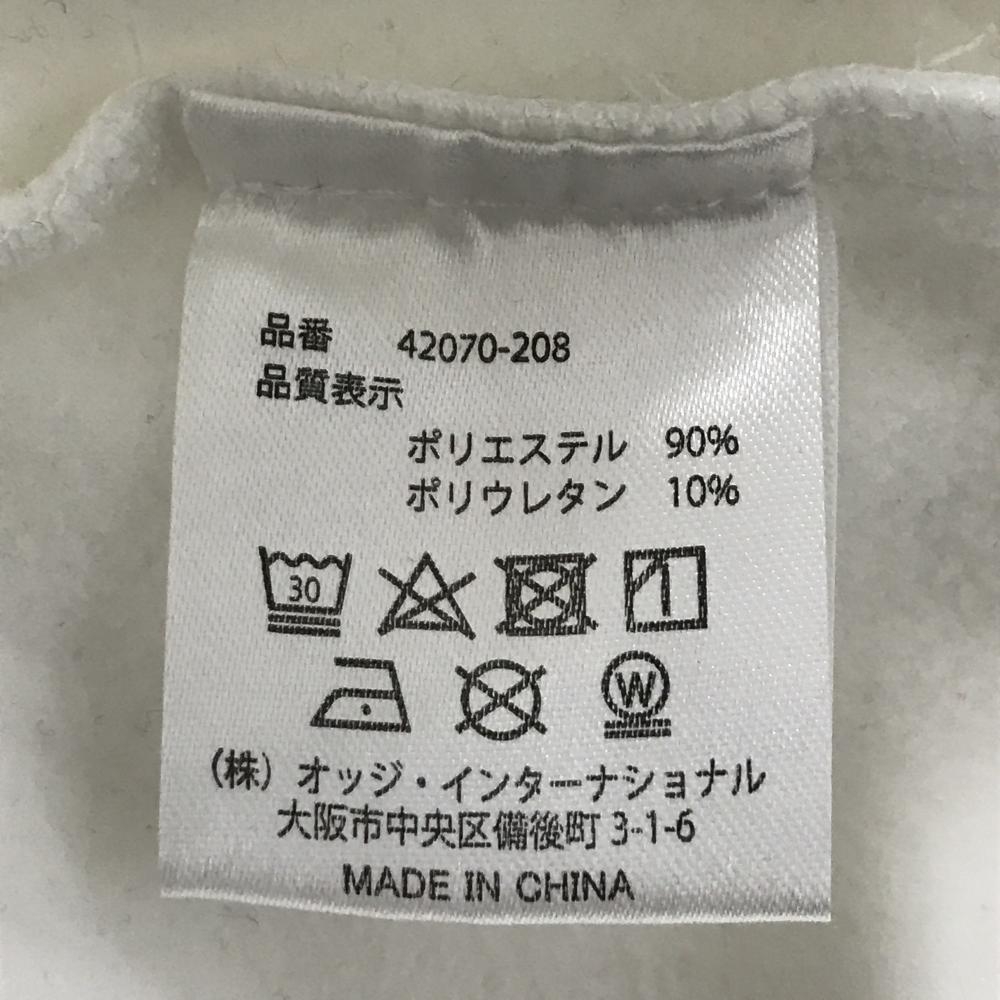 品番 42070-208
品質表示
ポリエステル 90%
ポリウレタン 10%
30
W
(株) オッジ・インターナショナル
大阪市中央区備後町 3-1-6
MADE IN CHINA